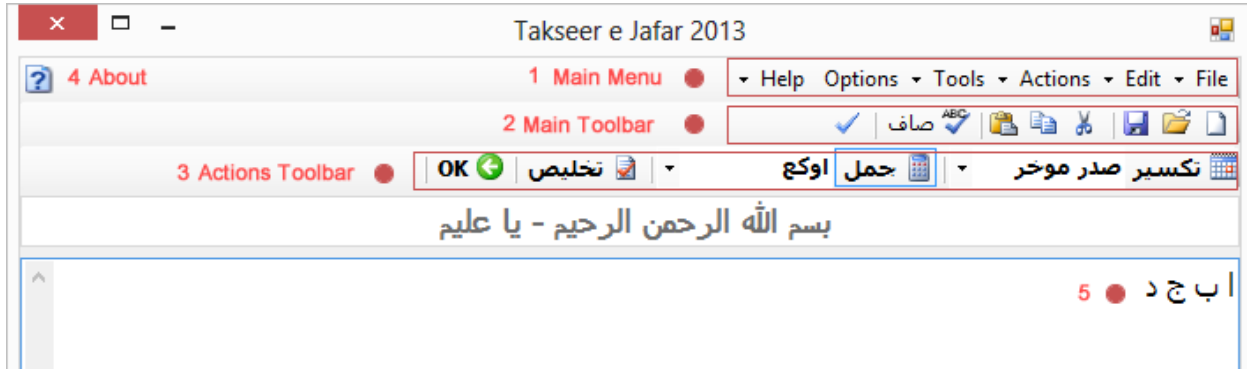 Takseer e Jafar 2013
4 About 1 Main Menu Help Options Tools Actions Edit File
2 Main Toolbar صاف ABC
3 Actions Toolbar تكسير صدر موخر جمل اوكع تخليص OK
بسم الله الرحمن الرحيم - يا عليم
ا ب ج د 5